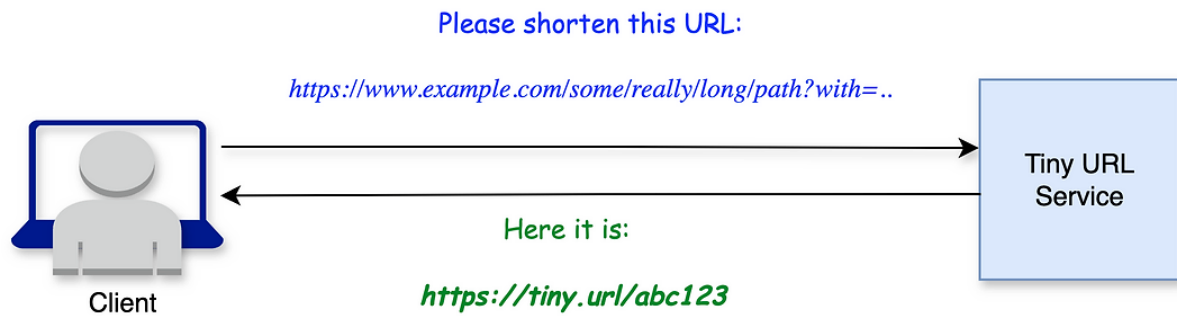 Please shorten this URL:
https://www.example.com/some/really/long/path?with=..
Tiny URL
Service
Here it is:
https://tiny.url/abc123
Client